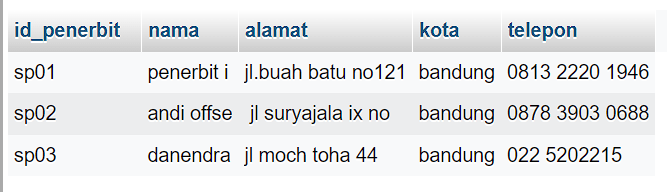 id_penerbit nama alamat kota telepon
sp01 penerbit i jl.buah batu no121 bandung 0813 2220 1946
sp02 andi offse jl suryajala ix no bandung 0878 3903 0688
sp03 danendra jl moch toha 44 bandung 022 5202215